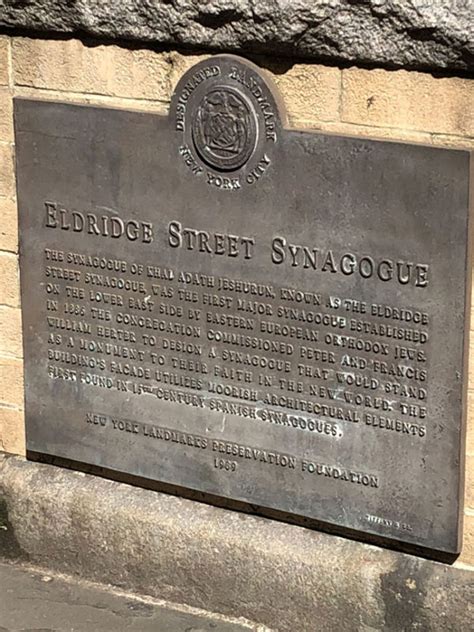 DESIGNATED LANDMARK
NEW YORK CITY
ELDRIDGE STREET SYNAGOGUE
THE SYNAGOGUE OF KHAL ADATH JESHURUN, KNOWN AS THE ELDRIDGE
STREET SYNAGOGUE, WAS THE FIRST MAJOR SYNAGOGUE ESTABLISHED
ON THE LOWER EAST SIDE BY EASTERN EUROPEAN ORTHODOX JEWS.
IN 1886 THE CONGREGATION COMMISSIONED PETER AND FRANCIS
WILLIAM HERTER TO DESIGN A SYNAGOGUE THAT WOULD STAND
AS A MONUMENT TO THEIR FAITH IN THE NEW WORLD. THE
BUILDING'S FACADE UTILIZES MOORISH ARCHITECTURAL ELEMENTS
FIRST FOUND IN 15TH CENTURY SPANISH SYNAGOGUES.
NEW YORK LANDMARKS PRESERVATION FOUNDATION
1989